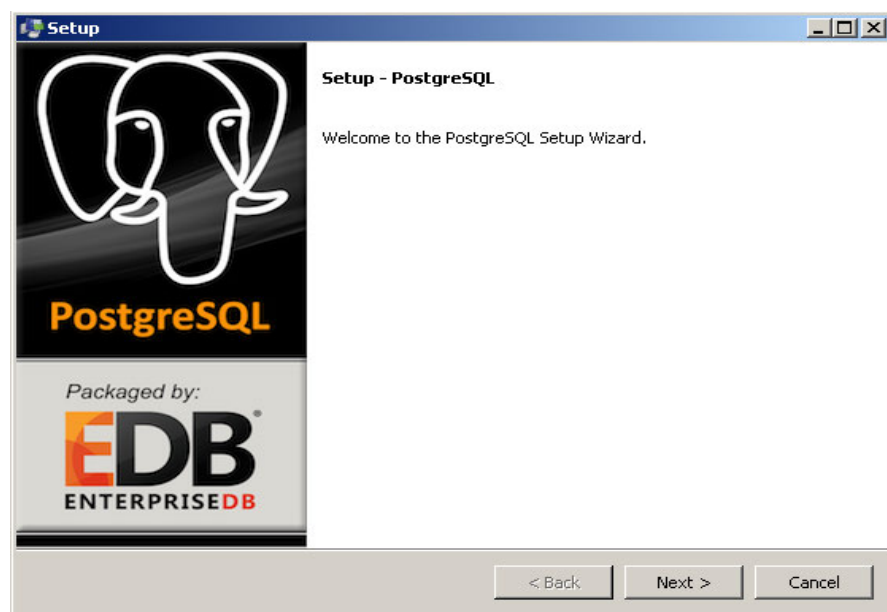 Setup
Setup - PostgreSQL
Welcome to the PostgreSQL Setup Wizard.
PostgreSQL
Packaged by:
EDB®
ENTERPRISEDB
< Back
Next >
Cancel